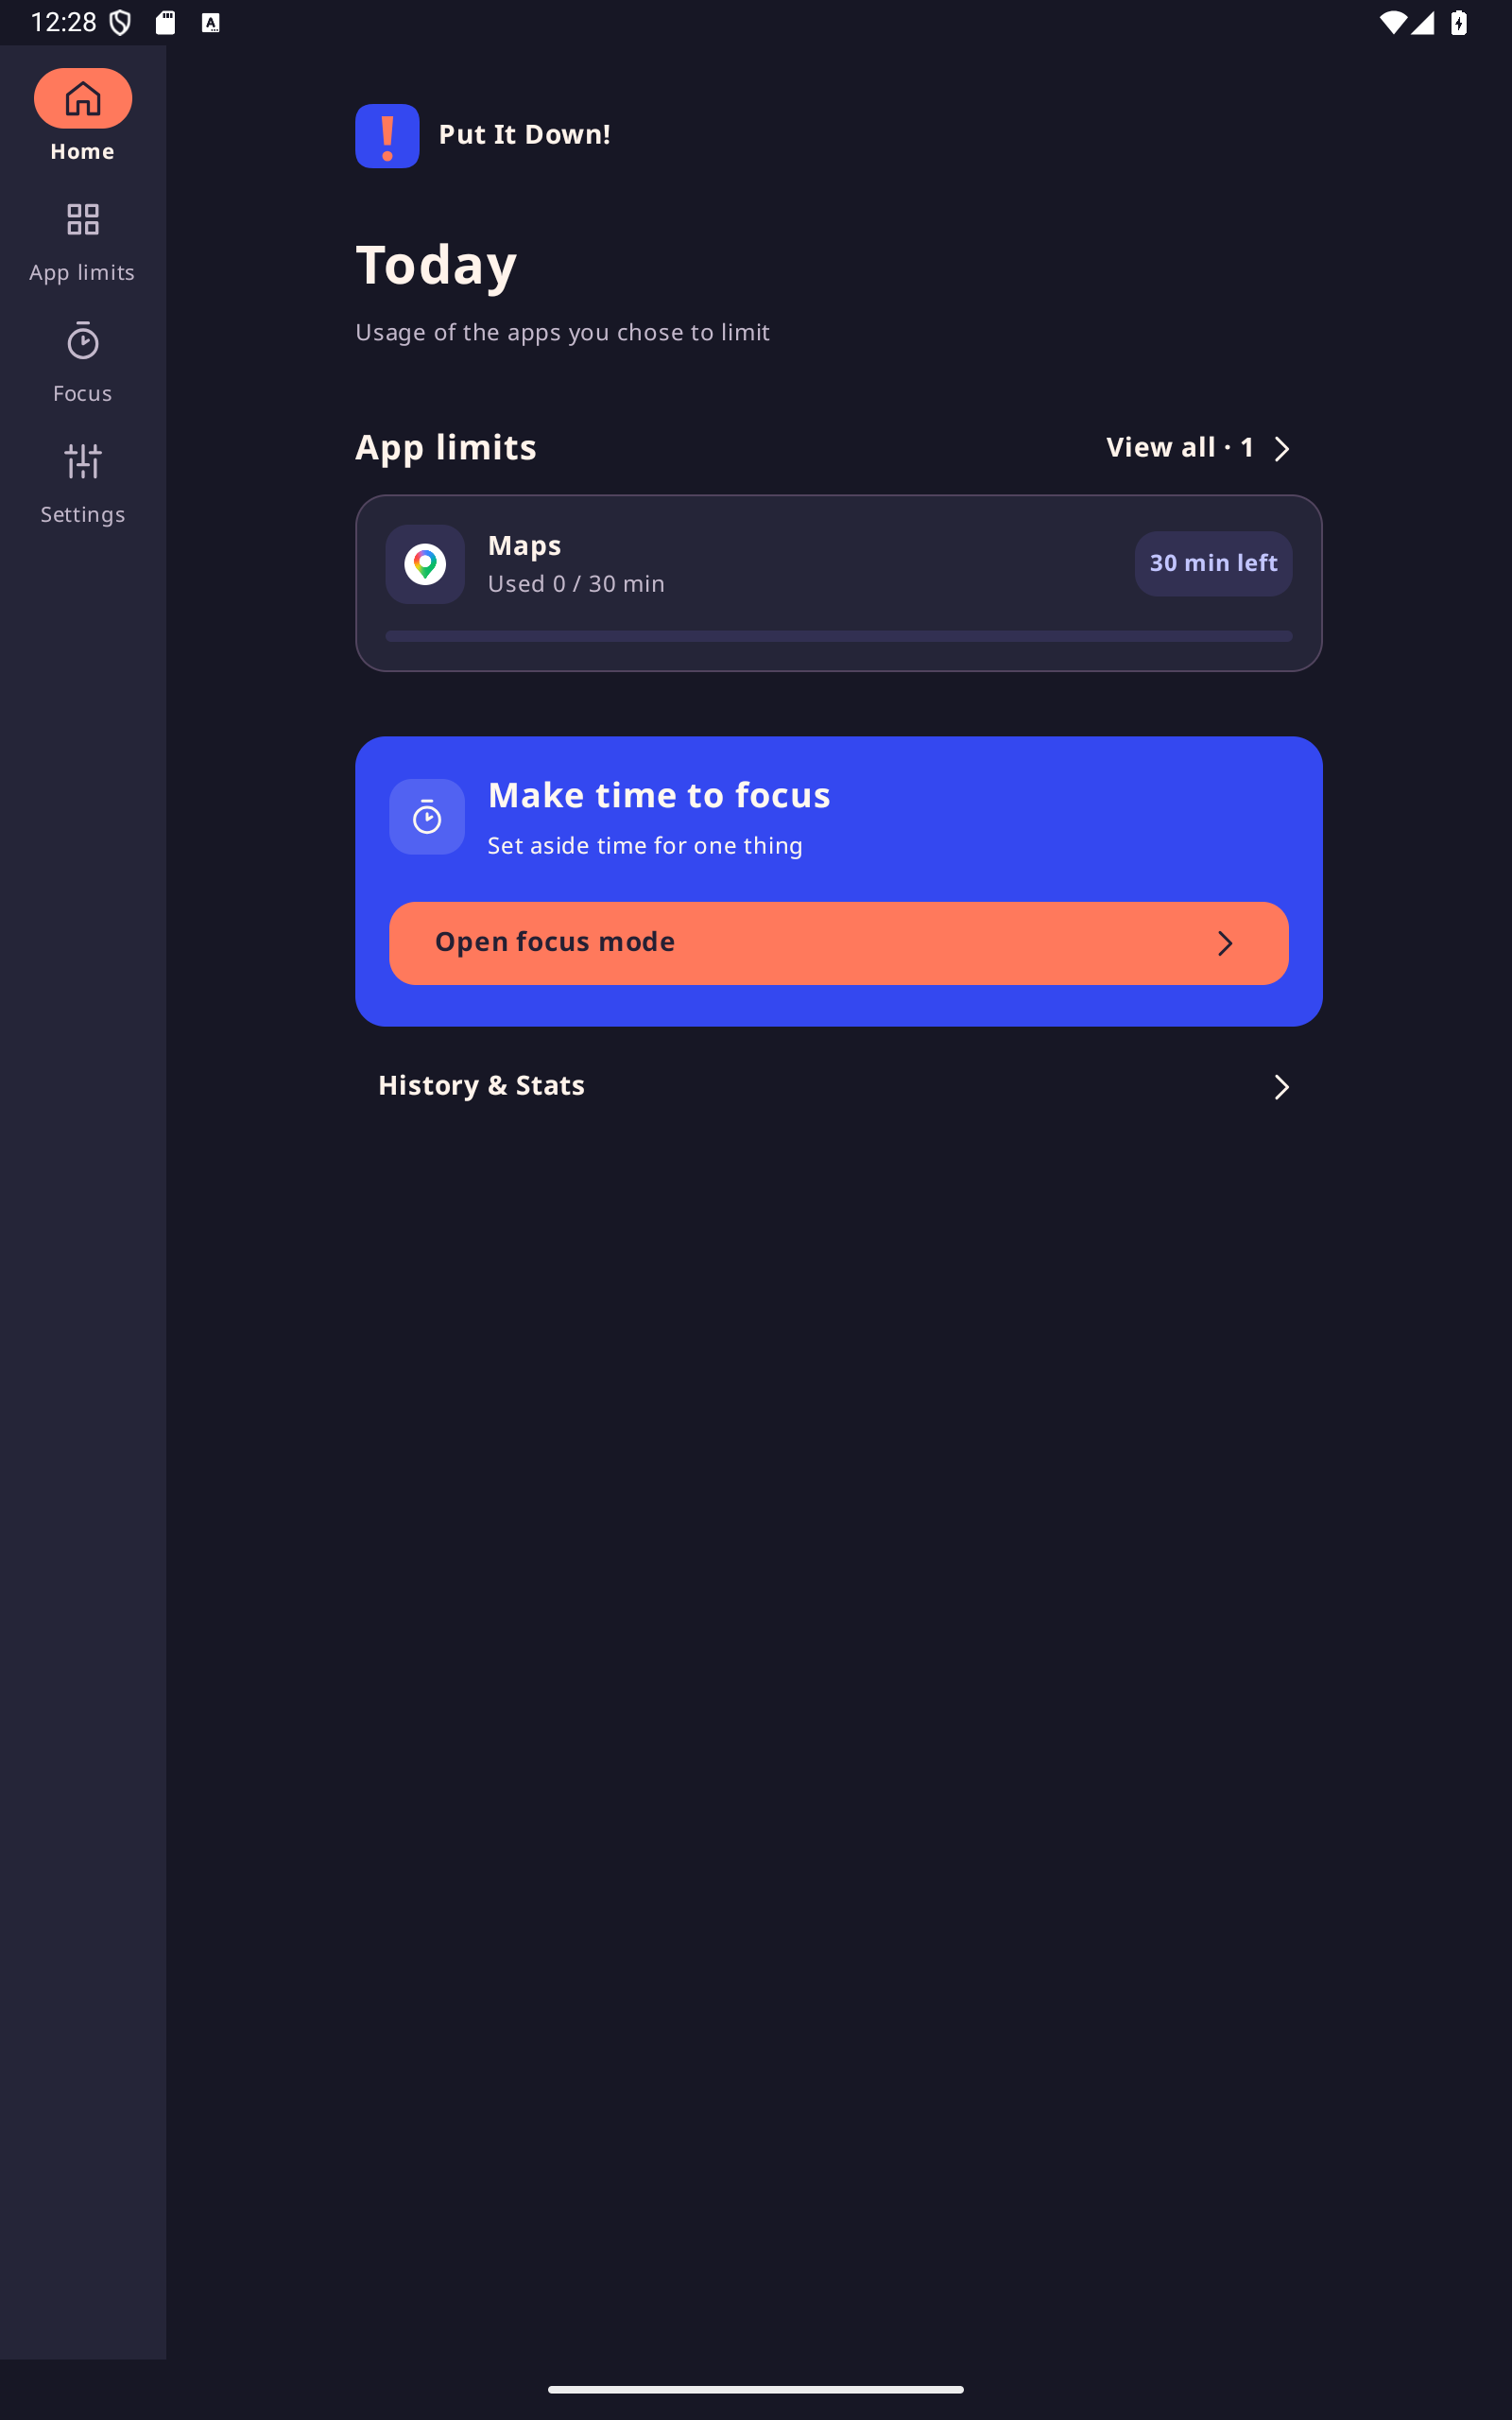 12:28
Home
App limits
Focus
Settings
Put It Down!
Today
Usage of the apps you chose to limit
App limits
View all · 1
Maps
Used 0 / 30 min
30 min left
Make time to focus
Set aside time for one thing
Open focus mode
History & Stats